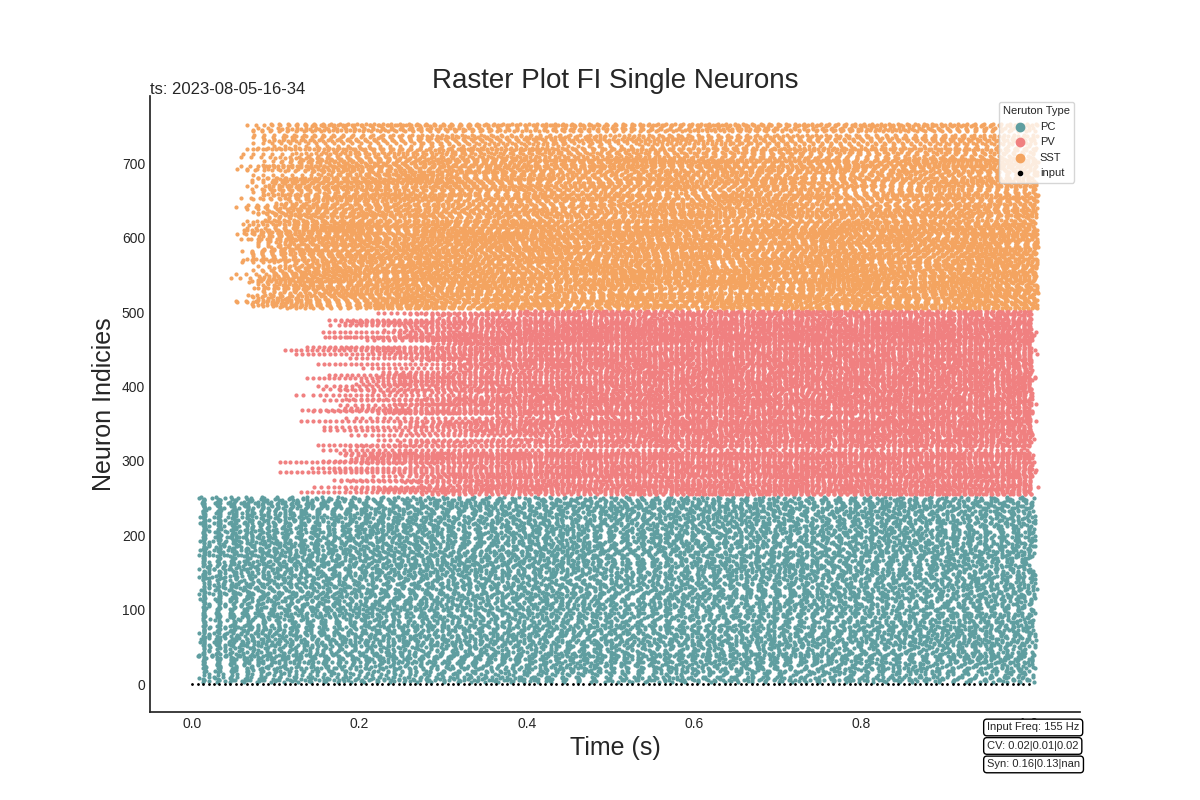 Raster Plot FI Single Neurons
ts: 2023-08-05-16-34
Neruton Type
PC
PV
SST
input
Neuron Indicies
700
600
500
400
300
200
100
0
0.0 0.2 0.4 0.6 0.8
Time (s)
Input Freq: 155 Hz
CV: 0.02|0.01|0.02
Syn: 0.16|0.13|nan